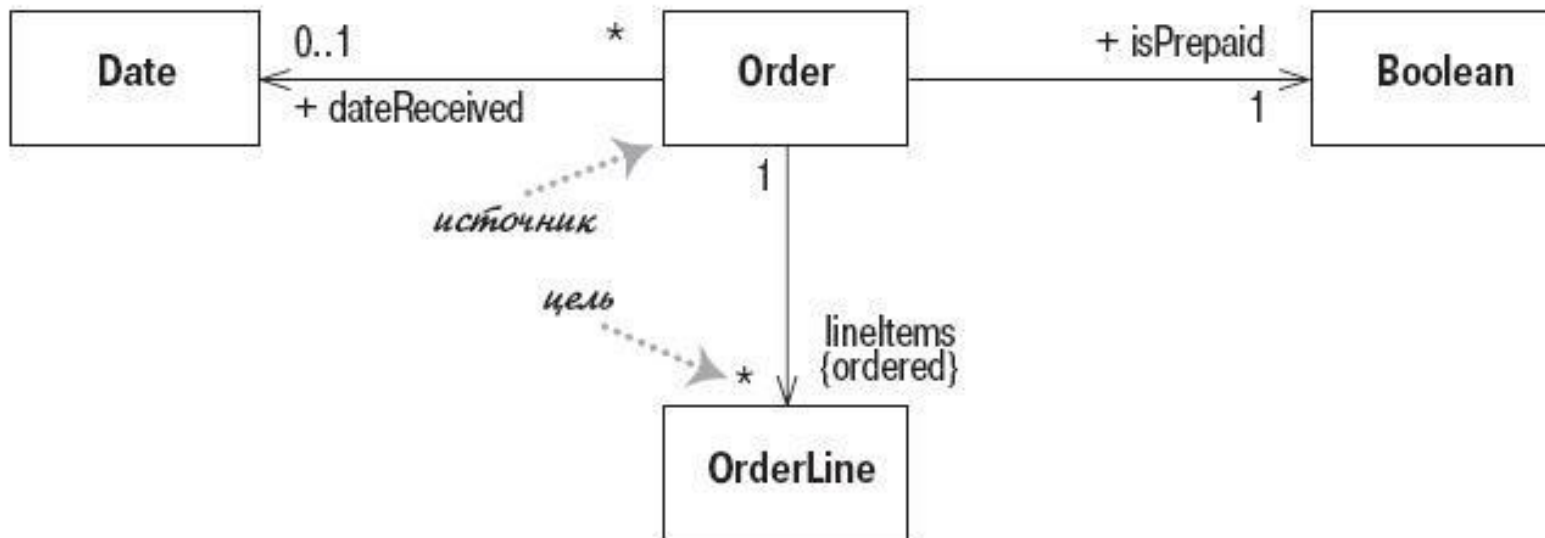 Date
0..1
*
+ dateReceived
Order
+ isPrepaid
1
Boolean
источник
1
цель
*
lineItems
{ordered}
OrderLine